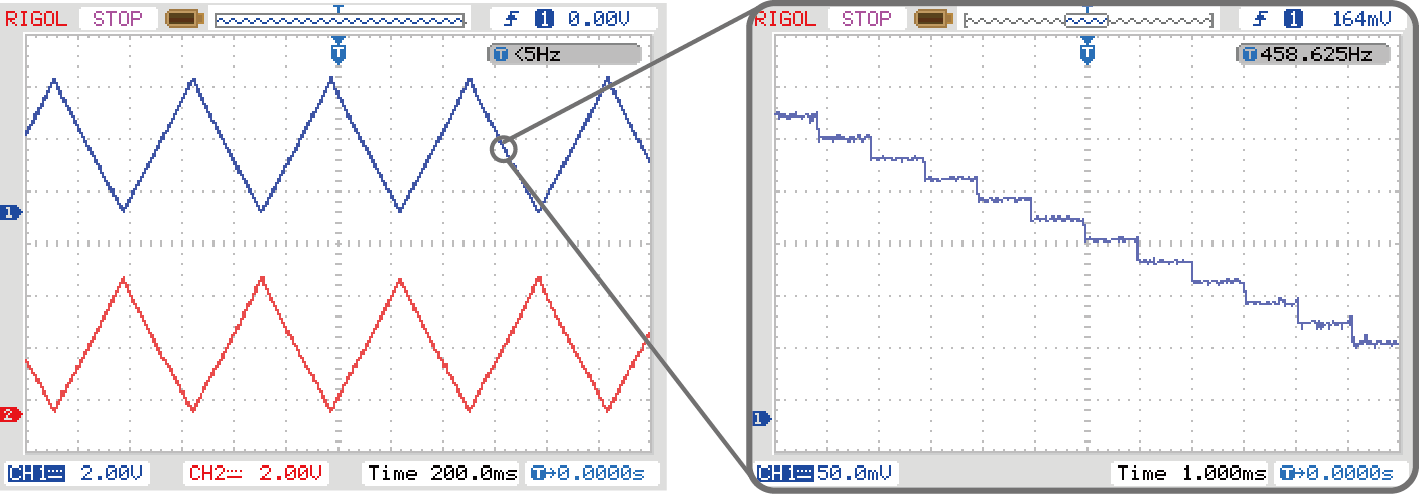 RIGOL STOP T 1 0.00V
T
T <5Hz
1
2
CH1 2.00V CH2 2.00V Time 200.0ms T→0.0000s
RIGOL STOP T 1 164mV
T
T 458.625Hz
1
CH1 50.0mV Time 1.000ms T→0.0000s